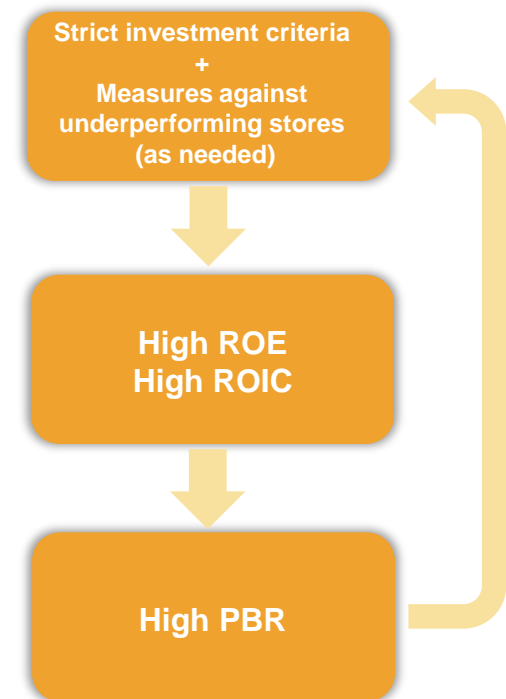 Strict investment criteria
+
Measures against
underperforming stores
(as needed)
High ROE
High ROIC
High PBR